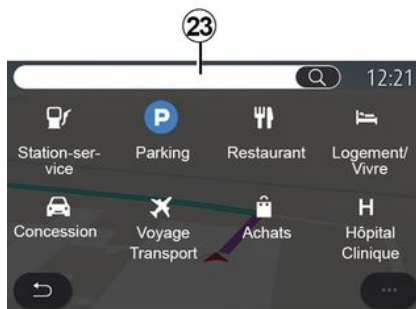 23
12:21
P
Station-ser-
vice
Parking
Restaurant
Logement/
Vivre
H
Concession
Voyage
Transport
Achats
Hôpital
Clinique